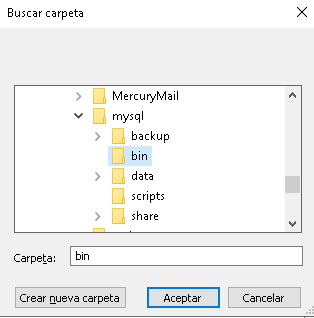 Buscar carpeta
MercuryMail
mysql
backup
bin
data
scripts
share
Carpeta: bin
Crear nueva carpeta Aceptar Cancelar